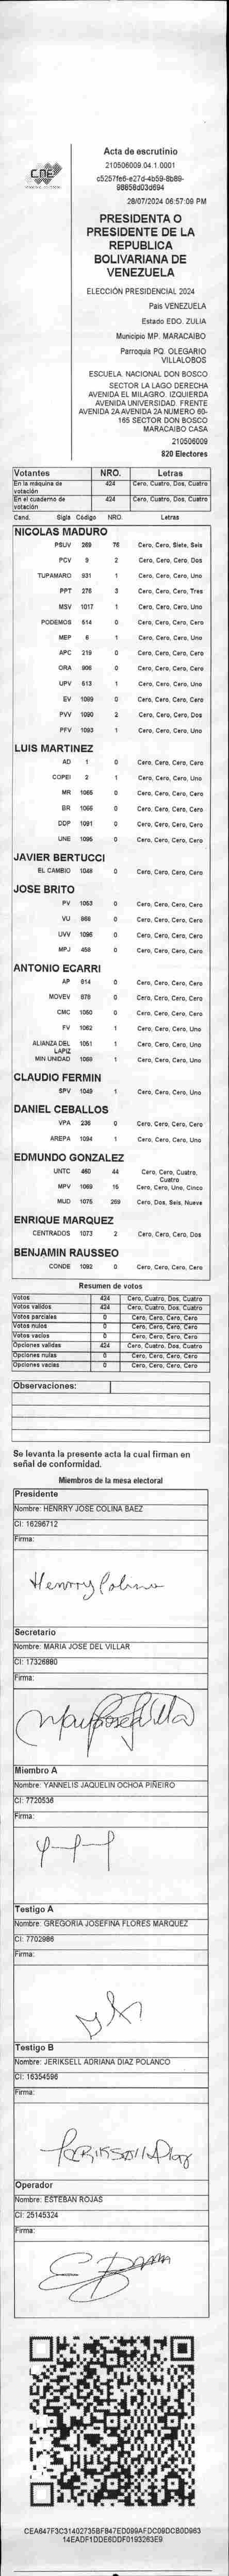 CNE
Acta de escrutinio
210506009.04.1.0001
28/07/2024 06:57:09 PM
PRESIDENTA O
PRESIDENTE DE LA
REPUBLICA
BOLIVARIANA DE
VENEZUELA
ELECCIÓN PRESIDENCIAL 2024
País VENEZUELA
Estado EDO. ZULIA
Municipio MP. MARACAIBO
Parroquia PQ. OLEGARIO
VILLALOBOS
ESCUELA. NACIONAL DON BOSCO
SECTOR LA LAGO DERECHA
AVENIDA EL MILAGRO. IZQUIERDA
AVENIDA UNIVERSIDAD. FRENTE
AVENIDA 2A AVENIDA 2A NUMERO 60-
165 SECTOR DON BOSCO
MARACAIBO CASA
210506009
820 Electores
Votantes NRO. Letras
En la máquina de votación 424 Cero, Cuatro, Dos, Cuatro
En el cuaderno de votación 424 Cero, Cuatro, Dos, Cuatro
Cand. Sigla Código NRO. Letras
NICOLAS MADURO
PSUV 269 76 Cero, Cero, Siete, Seis
PCV 9 2 Cero, Cero, Cero, Dos
TUPAMARO 931 1 Cero, Cero, Cero, Uno
PPT 276 3 Cero, Cero, Cero, Tres
MSV 1017 1 Cero, Cero, Cero, Uno
PODEMOS 514 0 Cero, Cero, Cero, Cero
MEP 6 1 Cero, Cero, Cero, Uno
APC 219 0 Cero, Cero, Cero, Cero
ORA 906 0 Cero, Cero, Cero, Cero
UPV 613 1 Cero, Cero, Cero, Uno
EV 1089 0 Cero, Cero, Cero, Cero
PVV 1090 2 Cero, Cero, Cero, Dos
PFV 1093 1 Cero, Cero, Cero, Uno
LUIS MARTINEZ
AD 1 0 Cero, Cero, Cero, Cero
COPEI 2 1 Cero, Cero, Cero, Uno
MR 1065 0 Cero, Cero, Cero, Cero
BR 1066 0 Cero, Cero, Cero, Cero
DDP 1091 0 Cero, Cero, Cero, Cero
UNE 1095 0 Cero, Cero, Cero, Cero
JAVIER BERTUCCI
EL CAMBIO 1048 0 Cero, Cero, Cero, Cero
JOSE BRITO
PV 1053 0 Cero, Cero, Cero, Cero
VU 868 0 Cero, Cero, Cero, Cero
UVV 1096 0 Cero, Cero, Cero, Cero
MPJ 458 0 Cero, Cero, Cero, Cero
ANTONIO ECARRI
AP 914 0 Cero, Cero, Cero, Cero
MOVEV 678 0 Cero, Cero, Cero, Cero
CMC 1050 0 Cero, Cero, Cero, Cero
FV 1062 1 Cero, Cero, Cero, Uno
ALIANZA DEL LAPIZ 1051 1 Cero, Cero, Cero, Uno
MIN UNIDAD 1069 1 Cero, Cero, Cero, Uno
CLAUDIO FERMIN
SPV 1049 1 Cero, Cero, Cero, Uno
DANIEL CEBALLOS
VPA 236 0 Cero, Cero, Cero, Cero
AREPA 1094 1 Cero, Cero, Cero, Uno
EDMUNDO GONZALEZ
UNTC 460 44 Cero, Cero, Cuatro,
Cuatro
MPV 1069 15 Cero, Cero, Uno, Cinco
MUD 1075 269 Cero, Dos, Seis, Nueve
ENRIQUE MARQUEZ
CENTRADOS 1073 2 Cero, Cero, Cero, Dos
BENJAMIN RAUSSEO
CONDE 1092 0 Cero, Cero, Cero, Cero
Resumen de votos
Votos 424 Cero, Cuatro, Dos, Cuatro
Votos validos 424 Cero, Cuatro, Dos, Cuatro
Votos parciales 0 Cero, Cero, Cero, Cero
Votos nulos 0 Cero, Cero, Cero, Cero
Votos vacios 0 Cero, Cero, Cero, Cero
Opciones validas 424 Cero, Cuatro, Dos, Cuatro
Opciones nulas 0 Cero, Cero, Cero, Cero
Opciones vacias 0 Cero, Cero, Cero, Cero
Observaciones:
Se levanta la presente acta la cual firman en
señal de conformidad.
Miembros de la mesa electoral
Presidente
Nombre: HENRRY JOSE COLINA BAEZ
CI: 16296712
Firma:
Henrry Colina
Secretario
Nombre: MARIA JOSE DEL VILLAR
CI: 17326880
Firma:
Miembro A
Nombre: YANNELIS JAQUELIN OCHOA PIÑEIRO
CI: 7720536
Firma:
Testigo A
Nombre: GREGORIA JOSEFINA FLORES MARQUEZ
CI: 7702986
Firma:
Testigo B
Nombre: JERIKSELL ADRIANA DIAZ POLANCO
CI: 16354596
Firma:
Operador
Nombre: ESTEBAN ROJAS
CI: 25145324
Firma: